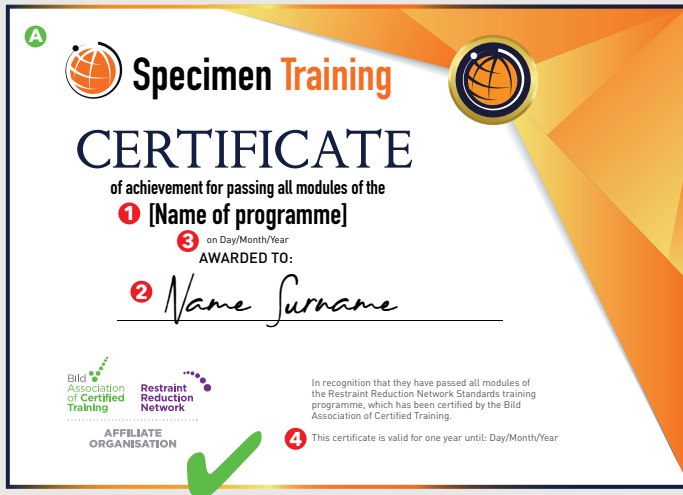 A
Specimen Training
CERTIFICATE
of achievement for passing all modules of the
1 [Name of programme]
3 on Day/Month/Year
AWARDED TO:
2 Name Surname
Bild
Association
of Certified
Training
Restraint
Reduction
Network
AFFILIATE
ORGANISATION
In recognition that they have passed all modules of
the Restraint Reduction Network Standards training
programme, which has been certified by the Bild
Association of Certified Training.
4 This certificate is valid for one year until: Day/Month/Year